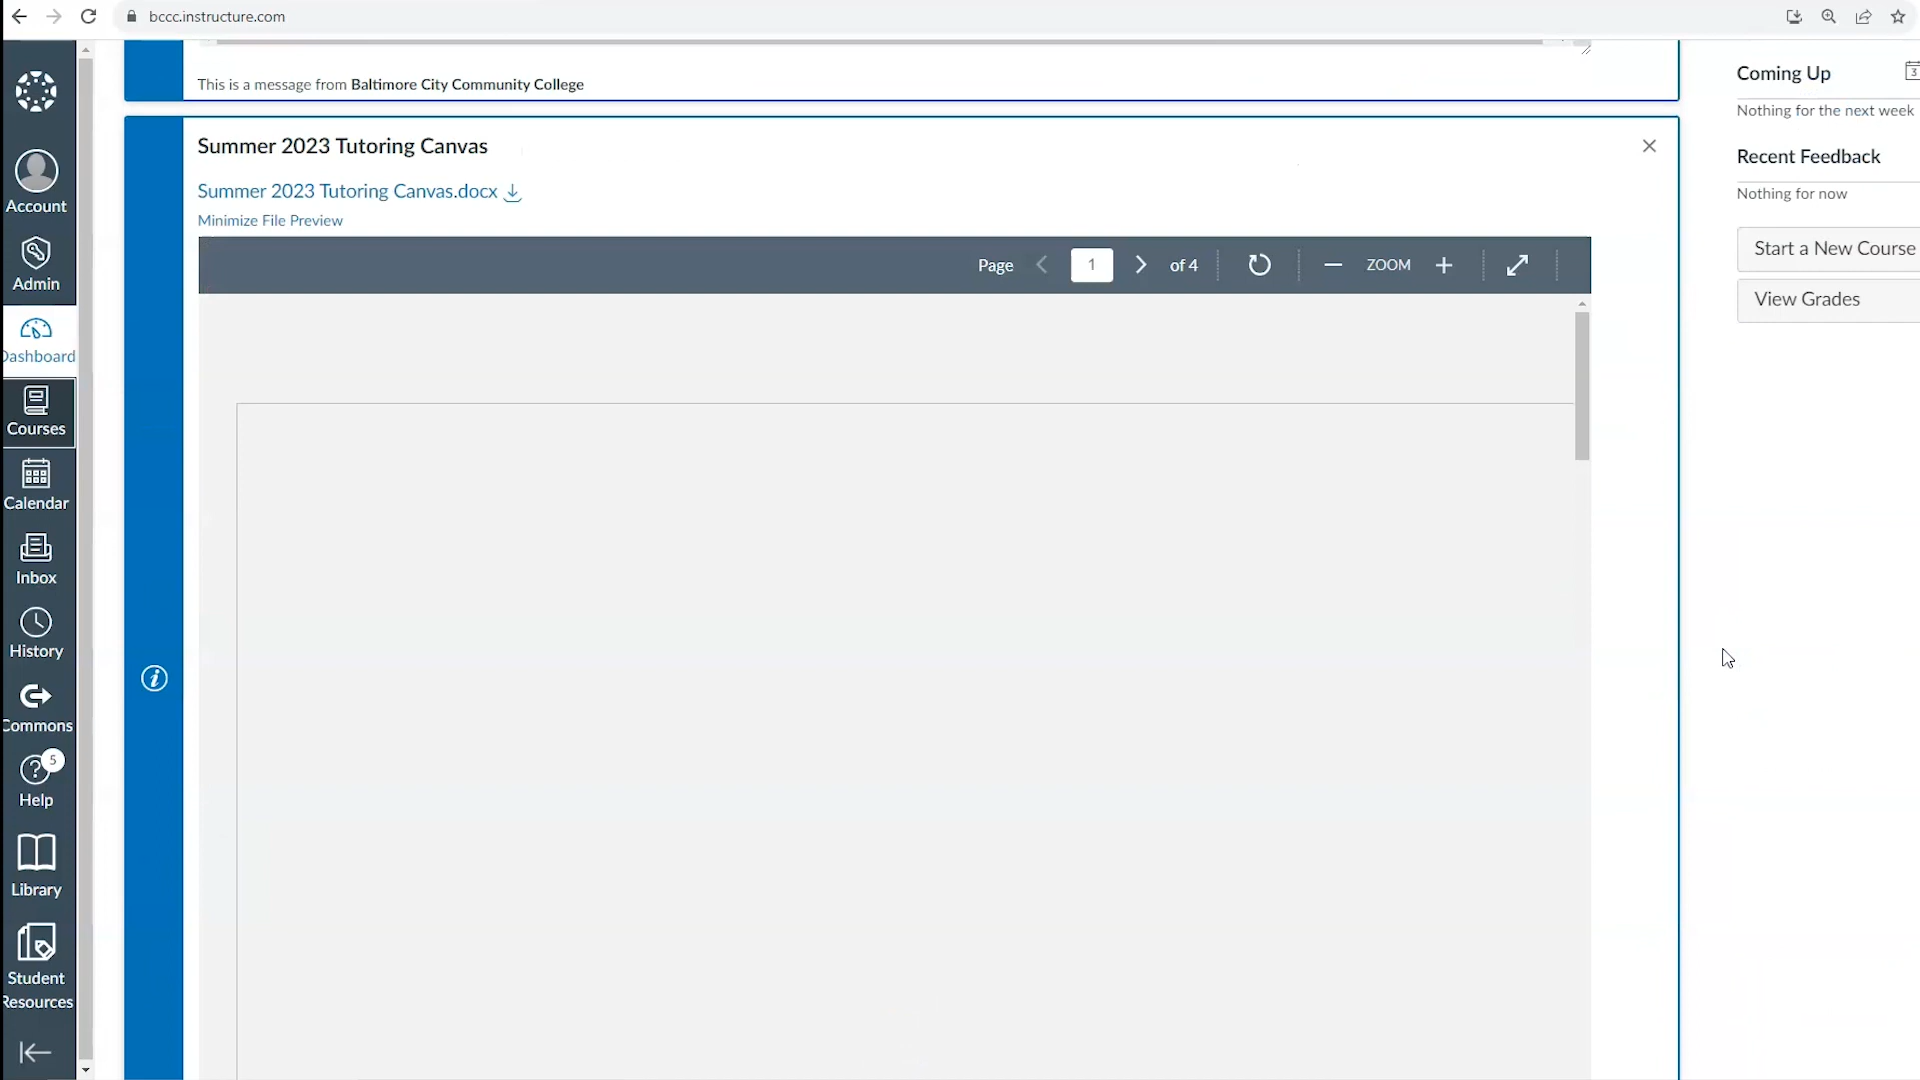 bccc.instructure.com
This is a message from Baltimore City Community College
Summer 2023 Tutoring Canvas
Summer 2023 Tutoring Canvas.docx
Minimize File Preview
Page 1 of 4 ZOOM
Account
Admin
Dashboard
Courses
Calendar
Inbox
History
Commons
5
Help
Library
Student
Resources
Coming Up
3
Nothing for the next week
Recent Feedback
Nothing for now
Start a New Course
View Grades